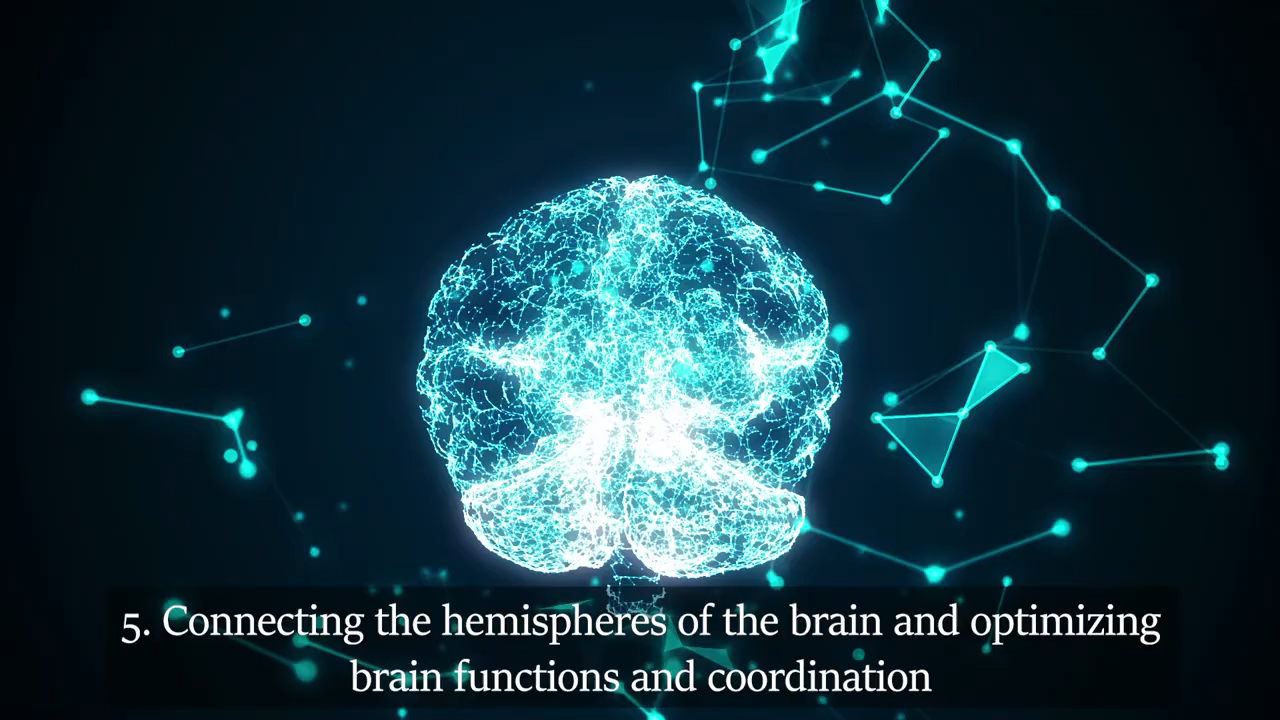 5. Connecting the hemispheres of the brain and optimizing
brain functions and coordination